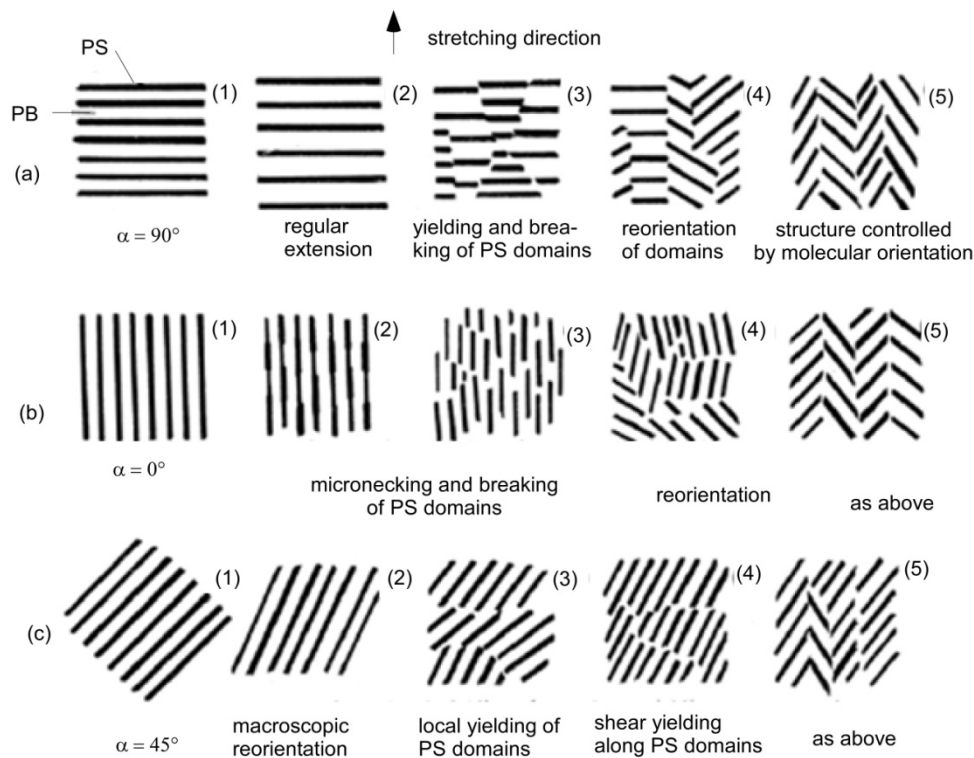 stretching direction
PS
PB
(1)
(2)
(3)
(4)
(5)
(a)
α = 90°
regular
extension
yielding and brea-
king of PS domains
reorientation
of domains
structure controlled
by molecular orientation
(1)
(2)
(3)
(4)
(5)
(b)
α = 0°
micronecking and breaking
of PS domains
reorientation
as above
(1)
(2)
(3)
(4)
(5)
(c)
α = 45°
macroscopic
reorientation
local yielding of
PS domains
shear yielding
along PS domains
as above